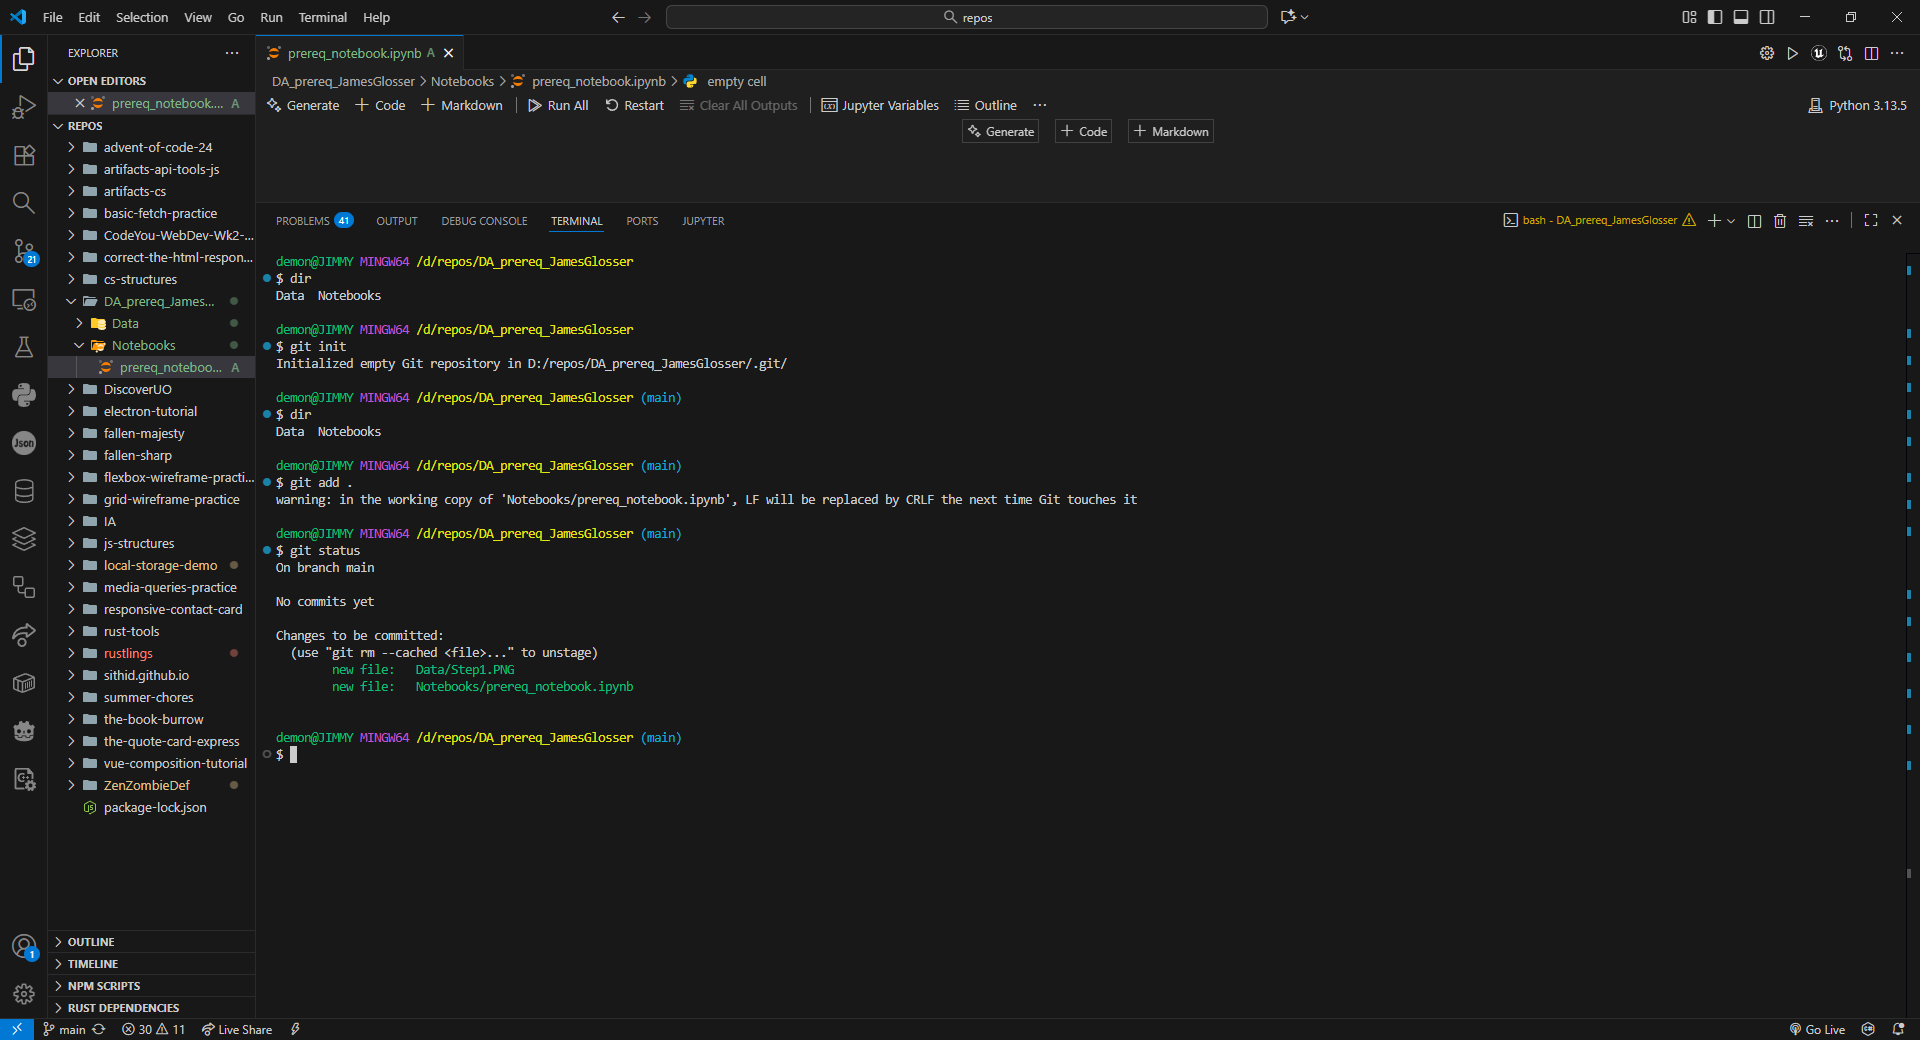 File Edit Selection View Go Run Terminal Help
repos
EXPLORER
OPEN EDITORS
prereq_notebook.... A
REPOS
advent-of-code-24
artifacts-api-tools-js
artifacts-cs
basic-fetch-practice
CodeYou-WebDev-Wk2-...
correct-the-html-respon...
cs-structures
DA_prereq_James...
Data
Notebooks
prereq_noteboo... A
DiscoverUO
electron-tutorial
fallen-majesty
fallen-sharp
flexbox-wireframe-practi...
grid-wireframe-practice
IA
js-structures
local-storage-demo
media-queries-practice
responsive-contact-card
rust-tools
rustlings
sithid.github.io
summer-chores
the-book-burrow
the-quote-card-express
vue-composition-tutorial
ZenZombieDef
package-lock.json
OUTLINE
TIMELINE
NPM SCRIPTS
RUST DEPENDENCIES
21
Json
1
prereq_notebook.ipynb A
DA_prereq_JamesGlosser > Notebooks > prereq_notebook.ipynb > empty cell
Generate + Code + Markdown | Run All Restart Clear All Outputs | Jupyter Variables Outline ...
Python 3.13.5
Generate + Code + Markdown
PROBLEMS 41 OUTPUT DEBUG CONSOLE TERMINAL PORTS JUPYTER
bash - DA_prereq_JamesGlosser
demon@JIMMY MINGW64 /d/repos/DA_prereq_JamesGlosser
$ dir
Data  Notebooks
demon@JIMMY MINGW64 /d/repos/DA_prereq_JamesGlosser
$ git init
Initialized empty Git repository in D:/repos/DA_prereq_JamesGlosser/.git/
demon@JIMMY MINGW64 /d/repos/DA_prereq_JamesGlosser (main)
$ dir
Data  Notebooks
demon@JIMMY MINGW64 /d/repos/DA_prereq_JamesGlosser (main)
$ git add .
warning: in the working copy of 'Notebooks/prereq_notebook.ipynb', LF will be replaced by CRLF the next time Git touches it
demon@JIMMY MINGW64 /d/repos/DA_prereq_JamesGlosser (main)
$ git status
On branch main
No commits yet
Changes to be committed:
(use "git rm --cached <file>..." to unstage)
new file:   Data/Step1.PNG
new file:   Notebooks/prereq_notebook.ipynb
demon@JIMMY MINGW64 /d/repos/DA_prereq_JamesGlosser (main)
$
main 30 11 Live Share
Go Live